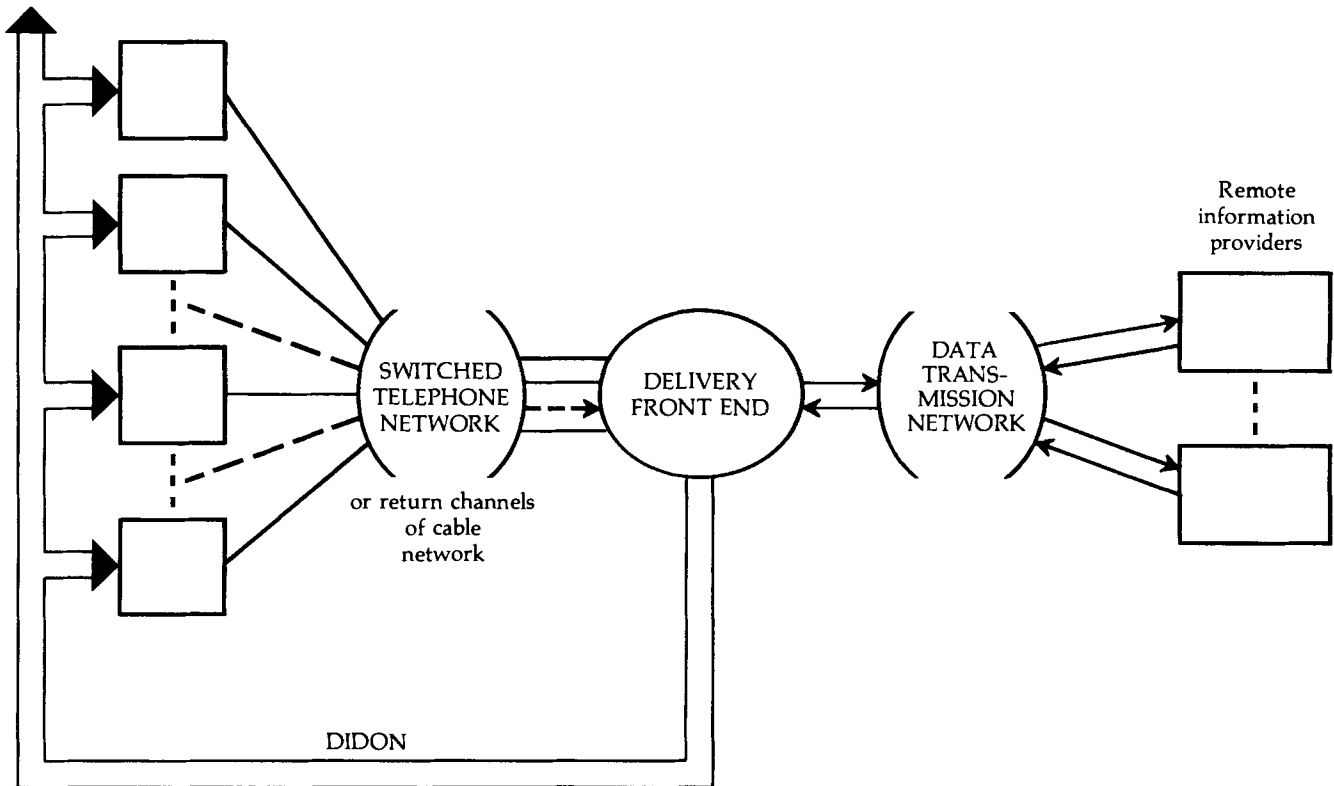 Remote
information
providers
SWITCHED
TELEPHONE
NETWORK
or return channels
of cable
network
DELIVERY
FRONT END
DATA
TRANS-
MISSION
NETWORK
DIDON